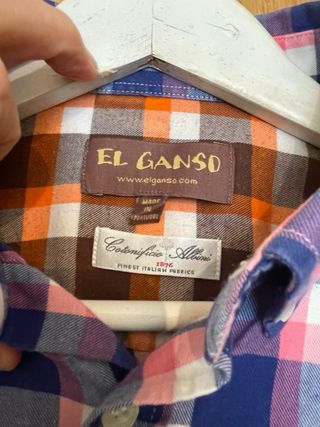 EL GANSO
www.elganso.com
MADE
IN
PORTUGAL
Cotonificio Albini
1876
FINEST ITALIAN FABRICS